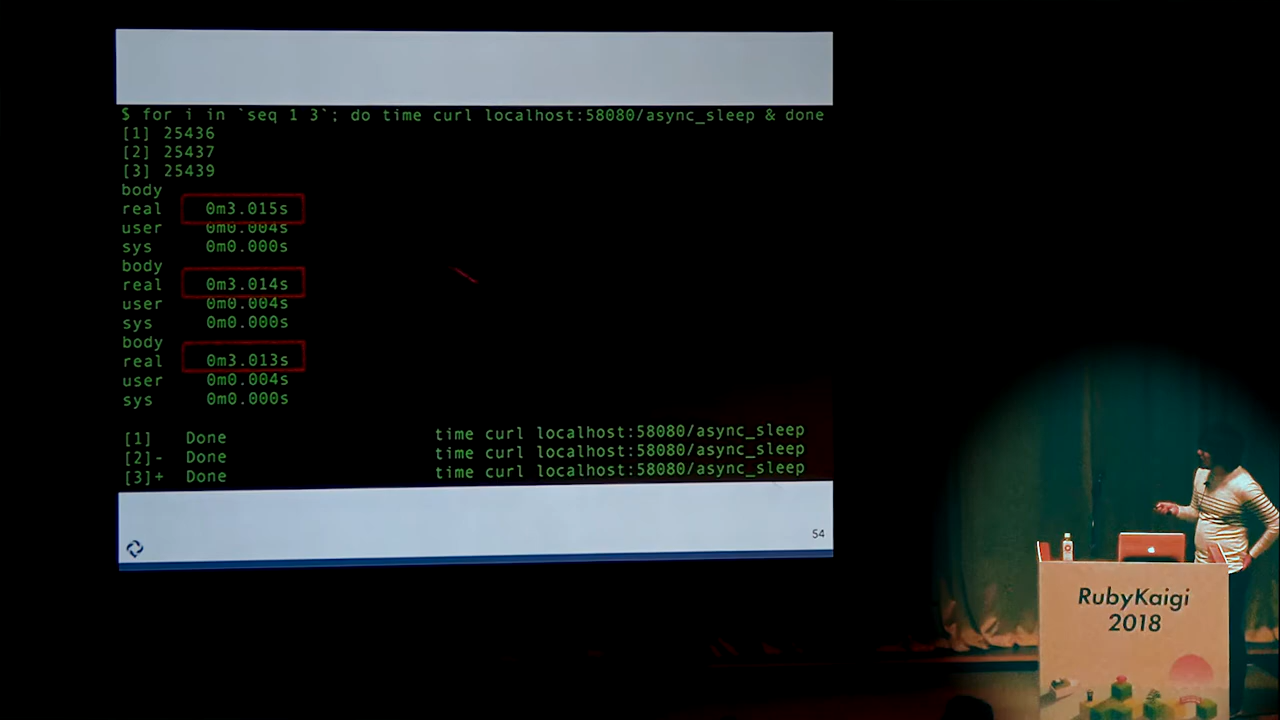 $ for i in `seq 1 3`; do time curl localhost:58080/async_sleep & done
[1] 25436
[2] 25437
[3] 25439
body
real 0m3.015s
user 0m0.004s
sys 0m0.000s
body
real 0m3.014s
user 0m0.004s
sys 0m0.000s
body
real 0m3.013s
user 0m0.004s
sys 0m0.000s
[1] Done time curl localhost:58080/async_sleep
[2]- Done time curl localhost:58080/async_sleep
[3]+ Done time curl localhost:58080/async_sleep
54
RubyKaigi
2018